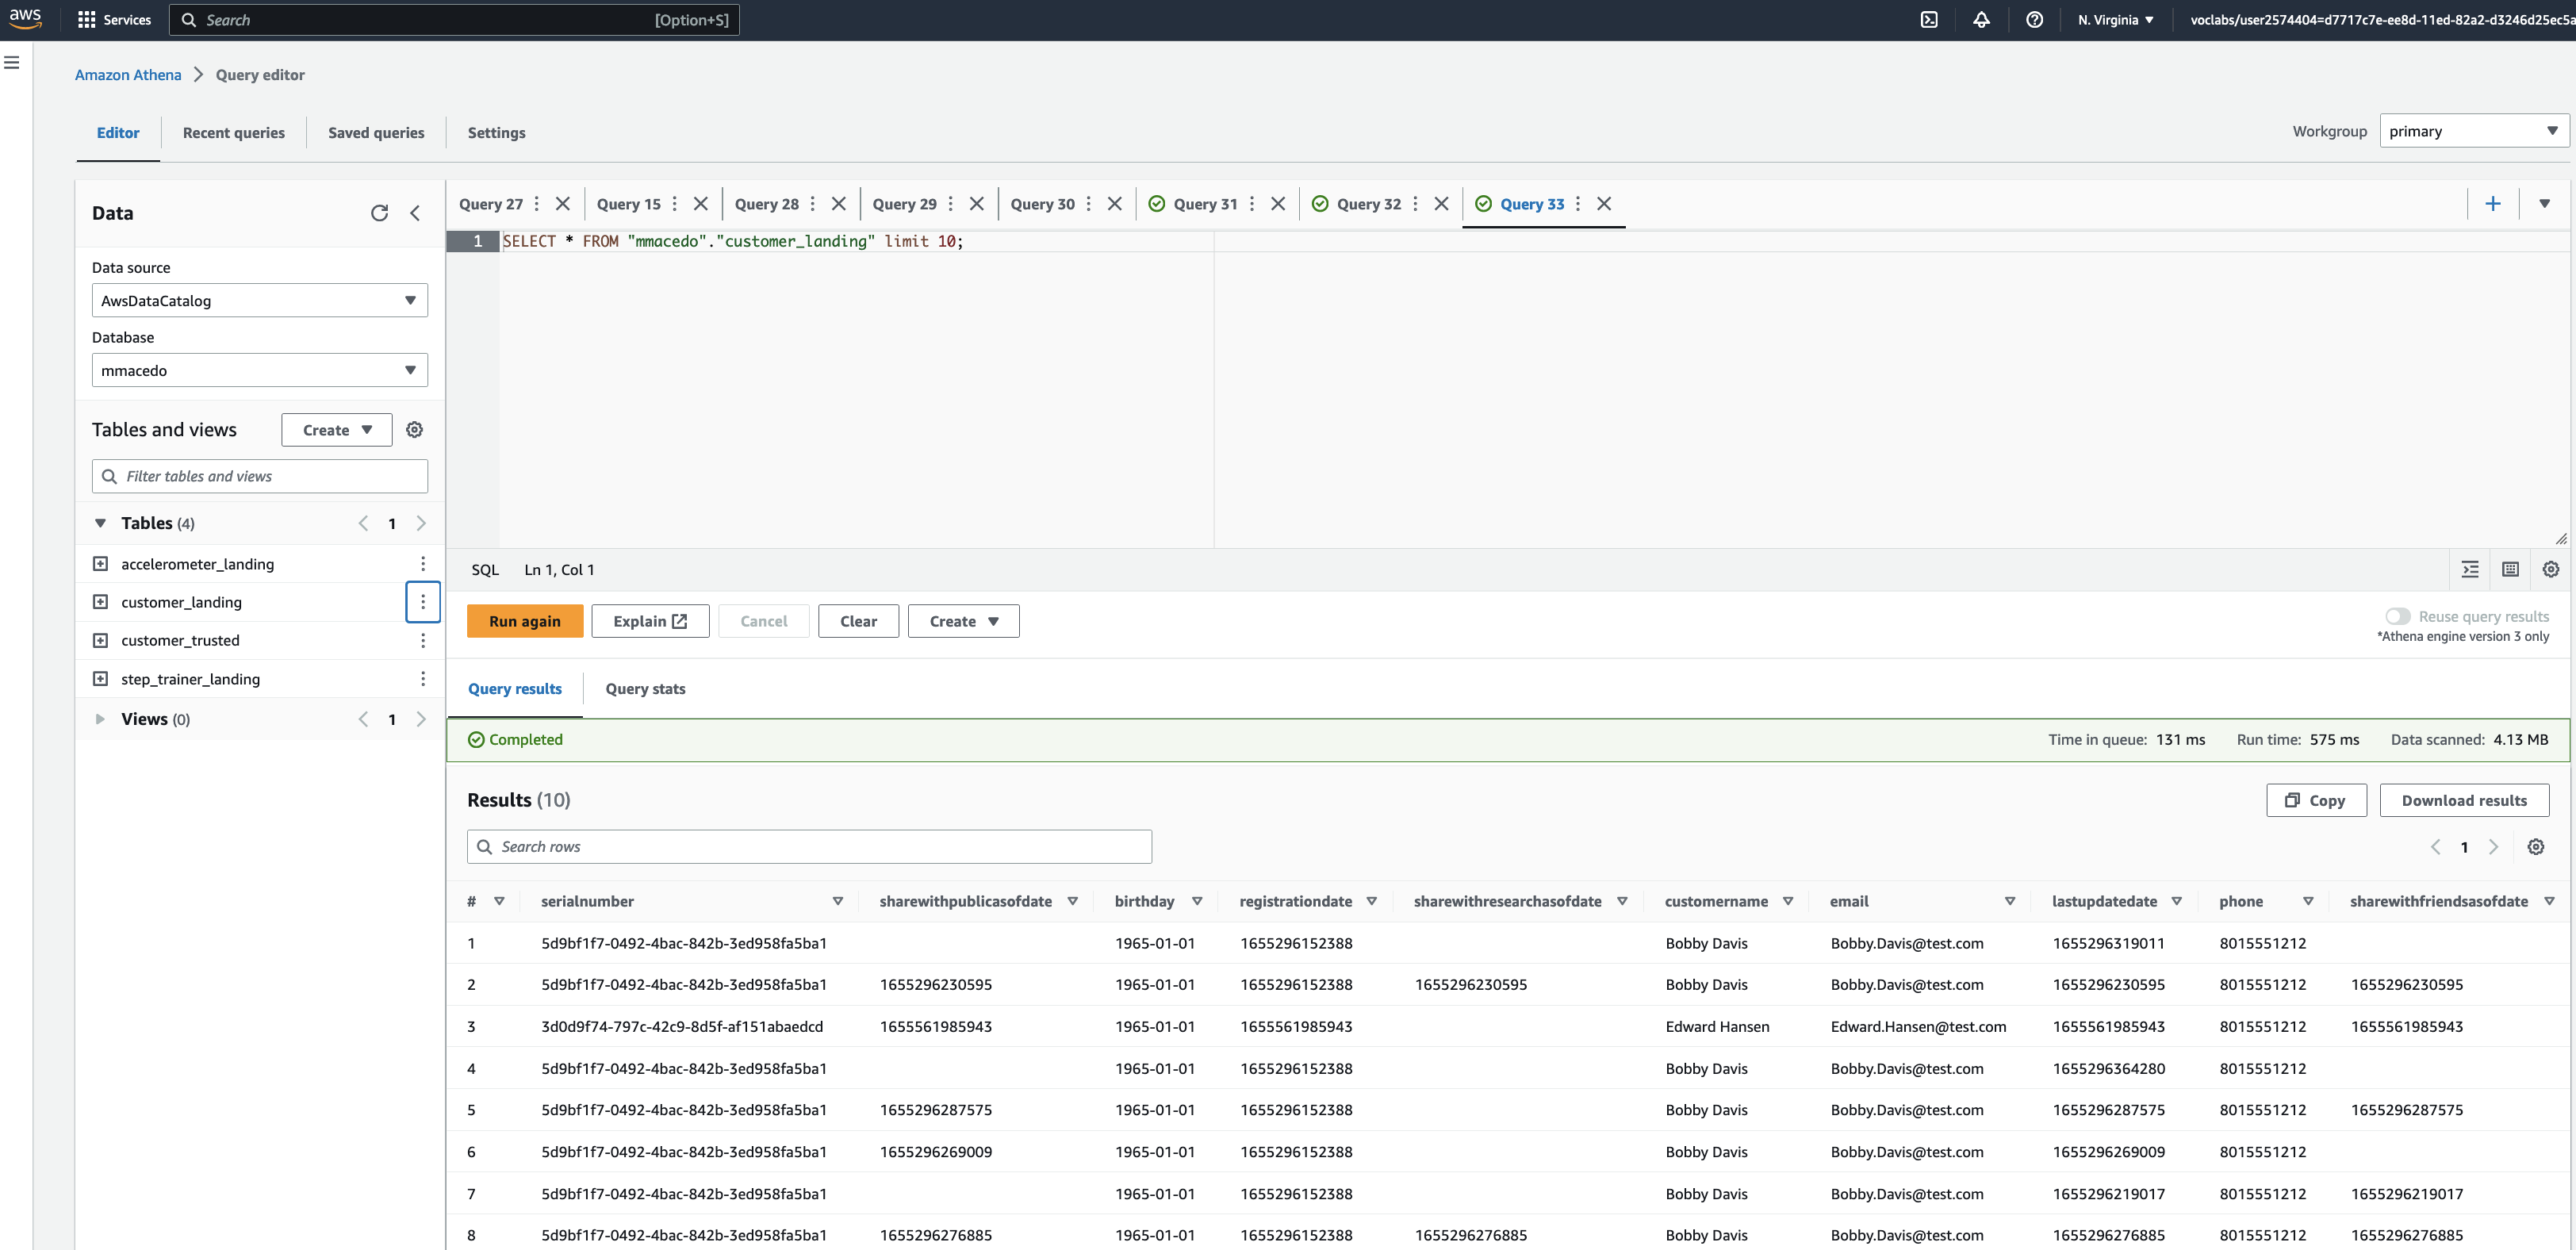 aws Services Search [Option+S] N. Virginia voclabs/user2574404=d7717c7e-ee8d-11ed-82a2-d3246d25ec5a
Amazon Athena Query editor
Editor Recent queries Saved queries Settings Workgroup primary
Data
Data source
AwsDataCatalog
Database
mmacedo
Tables and views Create
Filter tables and views
Tables (4) 1
accelerometer_landing
customer_landing
customer_trusted
step_trainer_landing
Views (0) 1
Query 27 Query 15 Query 28 Query 29 Query 30 Query 31 Query 32 Query 33
1 SELECT * FROM "mmacedo"."customer_landing" limit 10;
SQL Ln 1, Col 1
Run again Explain Cancel Clear Create Reuse query results
*Athena engine version 3 only
Query results Query stats
Completed Time in queue: 131 ms Run time: 575 ms Data scanned: 4.13 MB
Results (10) Copy Download results
Search rows 1
# serialnumber sharewithpublicasofdate birthday registrationdate sharewithresearchasofdate customername email lastupdatedate phone sharewithfriendsasofdate
1 5d9bf1f7-0492-4bac-842b-3ed958fa5ba1 1965-01-01 1655296152388 Bobby Davis Bobby.Davis@test.com 1655296319011 8015551212
2 5d9bf1f7-0492-4bac-842b-3ed958fa5ba1 1655296230595 1965-01-01 1655296152388 1655296230595 Bobby Davis Bobby.Davis@test.com 1655296230595 8015551212 1655296230595
3 3d0d9f74-797c-42c9-8d5f-af151abaedcd 1655561985943 1965-01-01 1655561985943 Edward Hansen Edward.Hansen@test.com 1655561985943 8015551212 1655561985943
4 5d9bf1f7-0492-4bac-842b-3ed958fa5ba1 1965-01-01 1655296152388 Bobby Davis Bobby.Davis@test.com 1655296364280 8015551212
5 5d9bf1f7-0492-4bac-842b-3ed958fa5ba1 1655296287575 1965-01-01 1655296152388 Bobby Davis Bobby.Davis@test.com 1655296287575 8015551212 1655296287575
6 5d9bf1f7-0492-4bac-842b-3ed958fa5ba1 1655296269009 1965-01-01 1655296152388 Bobby Davis Bobby.Davis@test.com 1655296269009 8015551212
7 5d9bf1f7-0492-4bac-842b-3ed958fa5ba1 1965-01-01 1655296152388 Bobby Davis Bobby.Davis@test.com 1655296219017 8015551212 1655296219017
8 5d9bf1f7-0492-4bac-842b-3ed958fa5ba1 1655296276885 1965-01-01 1655296152388 1655296276885 Bobby Davis Bobby.Davis@test.com 1655296276885 8015551212 1655296276885